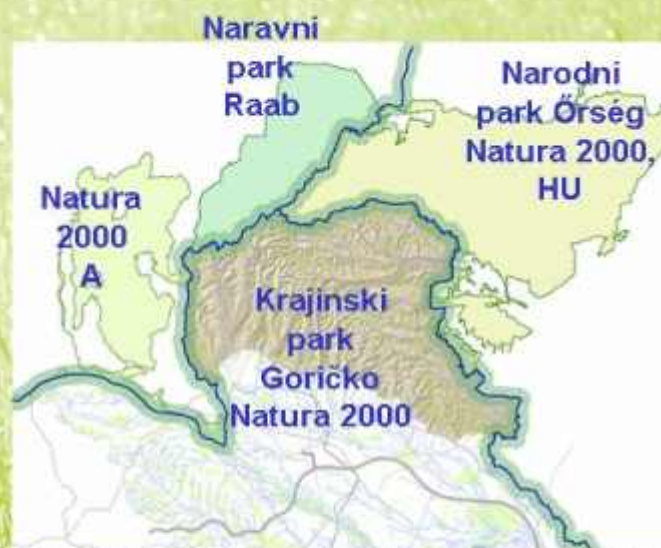 Naravni
park
Raab
Narodni
park Őrség
Natura 2000,
HU
Natura
2000
A
Krajinski
park
Goričko
Natura 2000